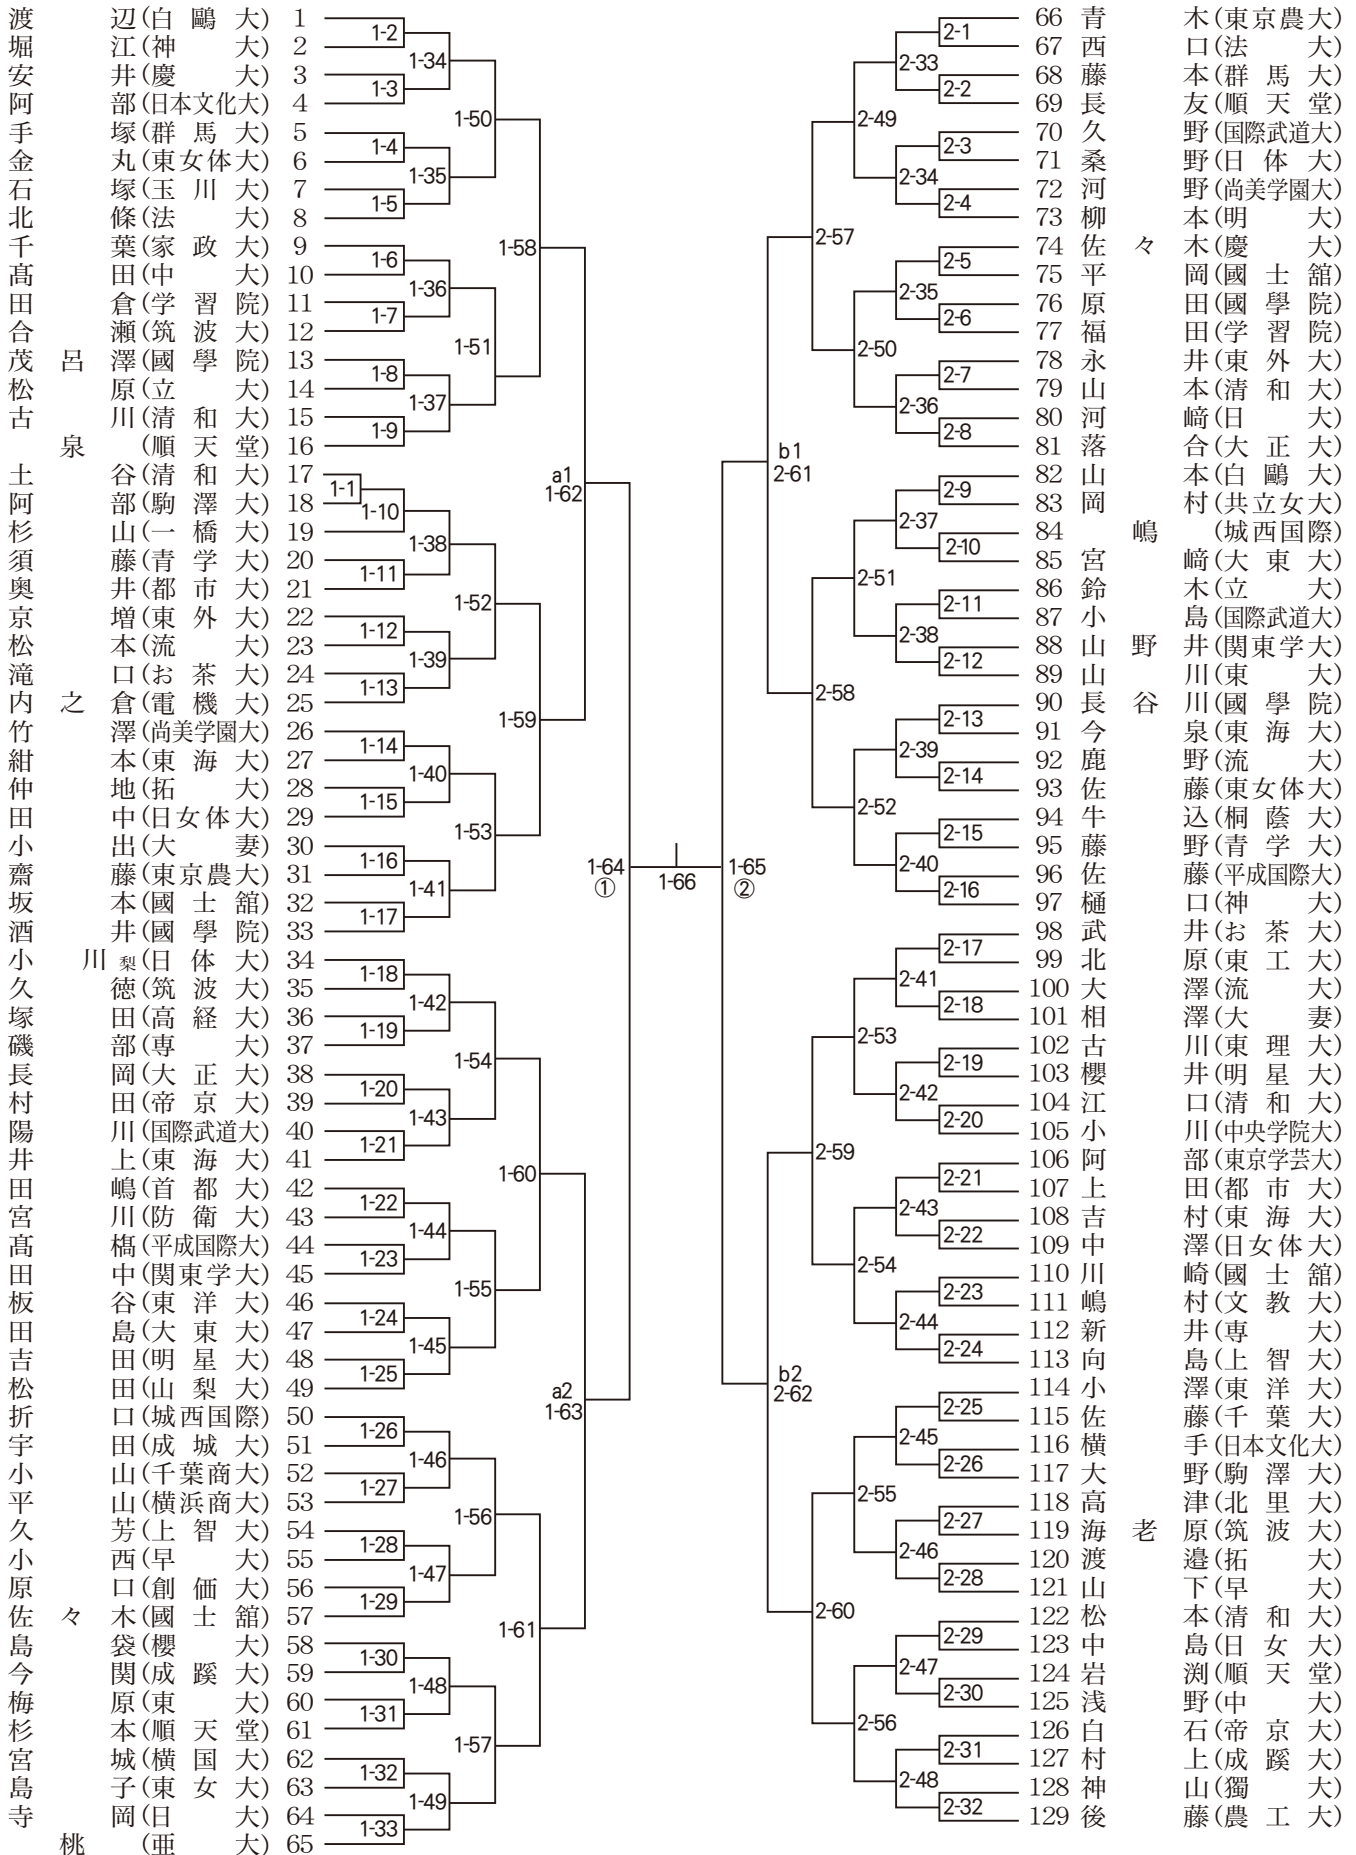 渡辺(白鷗大) 1
堀江(神大) 2
安井(慶大) 3
阿部(日本文化大) 4
手塚(群馬大) 5
金丸(東女体大) 6
石塚(玉川大) 7
北條(法大) 8
千葉(家政大) 9
髙田(中大) 10
田倉(学習院) 11
合瀬(筑波大) 12
茂呂澤(國學院) 13
松原(立大) 14
古川(清和大) 15
泉(順天堂) 16
土谷(清和大) 17
阿部(駒澤大) 18
杉山(一橋大) 19
須藤(青学大) 20
奥井(都市大) 21
京増(東外大) 22
松本(流大) 23
滝口(お茶大) 24
内之倉(電機大) 25
竹澤(尚美学園大) 26
紺本(東海大) 27
仲地(拓大) 28
田中(日女体大) 29
小出(大妻) 30
齋藤(東京農大) 31
坂本(國士舘) 32
酒井(國學院) 33
小川梨(日体大) 34
久徳(筑波大) 35
塚田(高経大) 36
磯部(専大) 37
長岡(大正大) 38
村田(帝京大) 39
陽川(国際武道大) 40
井上(東海大) 41
田嶋(首都大) 42
宮川(防衛大) 43
髙槗(平成国際大) 44
田中(関東学大) 45
板谷(東洋大) 46
田島(大東大) 47
吉田(明星大) 48
松田(山梨大) 49
折口(城西国際) 50
宇田(成城大) 51
小山(千葉商大) 52
平山(横浜商大) 53
久芳(上智大) 54
小西(早大) 55
原口(創価大) 56
佐々木(國士舘) 57
島袋(櫻大) 58
今関(成蹊大) 59
梅原(東大) 60
杉本(順天堂) 61
宮城(横国大) 62
島子(東女大) 63
寺岡(日大) 64
桃(亜大) 65
1-1
1-2
1-3
1-4
1-5
1-6
1-7
1-8
1-9
1-10
1-11
1-12
1-13
1-14
1-15
1-16
1-17
1-18
1-19
1-20
1-21
1-22
1-23
1-24
1-25
1-26
1-27
1-28
1-29
1-30
1-31
1-32
1-33
1-34
1-35
1-36
1-37
1-38
1-39
1-40
1-41
1-42
1-43
1-44
1-45
1-46
1-47
1-48
1-49
1-50
1-51
1-52
1-53
1-54
1-55
1-56
1-57
1-58
1-59
1-60
1-61
a1
1-62
a2
1-63
1-64
①
1-66
1-65
②
b1
2-61
b2
2-62
2-57
2-58
2-59
2-60
2-49
2-50
2-51
2-52
2-53
2-54
2-55
2-56
2-33
2-34
2-35
2-36
2-37
2-38
2-39
2-40
2-41
2-42
2-43
2-44
2-45
2-46
2-47
2-48
2-1
2-2
2-3
2-4
2-5
2-6
2-7
2-8
2-9
2-10
2-11
2-12
2-13
2-14
2-15
2-16
2-17
2-18
2-19
2-20
2-21
2-22
2-23
2-24
2-25
2-26
2-27
2-28
2-29
2-30
2-31
2-32
66 青木(東京農大)
67 西口(法大)
68 藤本(群馬大)
69 長友(順天堂)
70 久野(国際武道大)
71 桑野(日体大)
72 河野(尚美学園大)
73 柳本(明大)
74 佐々木(慶大)
75 平岡(國士舘)
76 原田(國學院)
77 福田(学習院)
78 永井(東外大)
79 山本(清和大)
80 河﨑(日大)
81 落合(大正大)
82 山本(白鷗大)
83 岡村(共立女大)
84 嶋(城西国際)
85 宮﨑(大東大)
86 鈴木(立大)
87 小島(国際武道大)
88 山野井(関東学大)
89 山川(東大)
90 長谷川(國學院)
91 今泉(東海大)
92 鹿野(流大)
93 佐藤(東女体大)
94 牛込(桐蔭大)
95 藤野(青学大)
96 佐藤(平成国際大)
97 樋口(神大)
98 武井(お茶大)
99 北原(東工大)
100 大澤(流大)
101 相澤(大妻)
102 古川(東理大)
103 櫻井(明星大)
104 江口(清和大)
105 小川(中央学院大)
106 阿部(東京学芸大)
107 上田(都市大)
108 吉村(東海大)
109 中澤(日女体大)
110 川崎(國士舘)
111 嶋村(文教大)
112 新井(専大)
113 向島(上智大)
114 小澤(東洋大)
115 佐藤(千葉大)
116 横手(日本文化大)
117 大野(駒澤大)
118 高津(北里大)
119 海老原(筑波大)
120 渡邉(拓大)
121 山下(早大)
122 松本(清和大)
123 中島(日女大)
124 岩渕(順天堂)
125 浅野(中大)
126 白石(帝京大)
127 村上(成蹊大)
128 神山(獨大)
129 後藤(農工大)